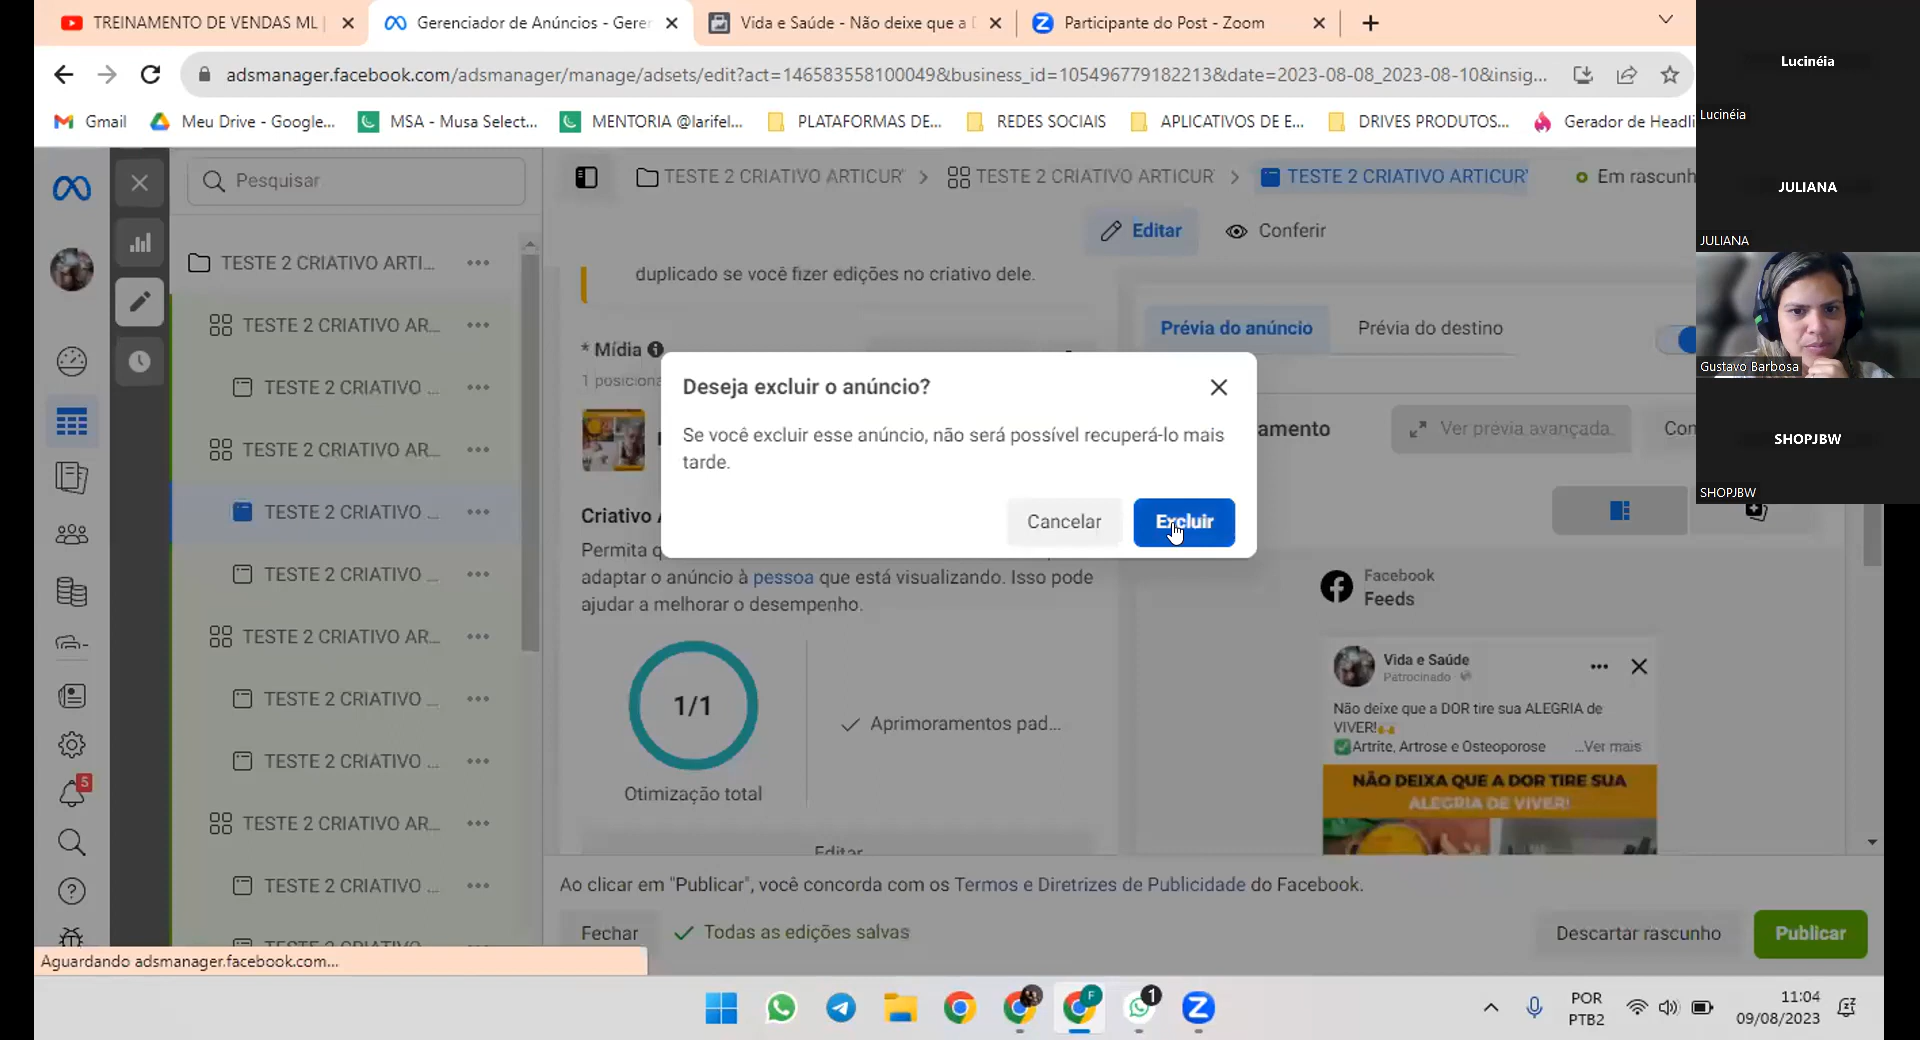 TREINAMENTO DE VENDAS ML |
Gerenciador de Anúncios - Geren
Vida e Saúde - Não deixe que a D
Participante do Post - Zoom
adsmanager.facebook.com/adsmanager/manage/adsets/edit?act=146583558100049&business_id=105496779182213&date=2023-08-08_2023-08-10&insig...
Gmail
Meu Drive - Google...
MSA - Musa Select...
MENTORIA @larifel...
PLATAFORMAS DE...
REDES SOCIAIS
APLICATIVOS DE E...
DRIVES PRODUTOS...
Gerador de Headli
Pesquisar
TESTE 2 CRIATIVO ARTI...
TESTE 2 CRIATIVO AR...
TESTE 2 CRIATIVO ...
TESTE 2 CRIATIVO AR...
TESTE 2 CRIATIVO ...
TESTE 2 CRIATIVO ...
TESTE 2 CRIATIVO AR...
TESTE 2 CRIATIVO ...
TESTE 2 CRIATIVO ...
TESTE 2 CRIATIVO AR...
TESTE 2 CRIATIVO ...
TESTE 2 CRIATIVO ...
TESTE 2 CRIATIVO ARTICUR
TESTE 2 CRIATIVO ARTICUR
TESTE 2 CRIATIVO ARTICUR
Em rascunh
Editar
Conferir
duplicado se você fizer edições no criativo dele.
* Mídia
1 posiciona
Deseja excluir o anúncio?
Se você excluir esse anúncio, não será possível recuperá-lo mais
tarde.
Cancelar
Excluir
Criativo A
Permita q
adaptar o anúncio à pessoa que está visualizando. Isso pode
ajudar a melhorar o desempenho.
1/1
Otimização total
Aprimoramentos pad...
Editar
Prévia do anúncio
Prévia do destino
amento
Ver prévia avançada
Con
Facebook
Feeds
Vida e Saúde
Patrocinado
Não deixe que a DOR tire sua ALEGRIA de
VIVER!
Artrite, Artrose e Osteoporose
...Ver mais
NÃO DEIXA QUE A DOR TIRE SUA
ALEGRIA DE VIVER!
Ao clicar em "Publicar", você concorda com os Termos e Diretrizes de Publicidade do Facebook.
Fechar
Todas as edições salvas
Descartar rascunho
Publicar
5
Aguardando adsmanager.facebook.com...
Lucinéia
Lucinéia
JULIANA
JULIANA
Gustavo Barbosa
SHOPJBW
SHOPJBW
F
1
POR
PTB2
11:04
09/08/2023